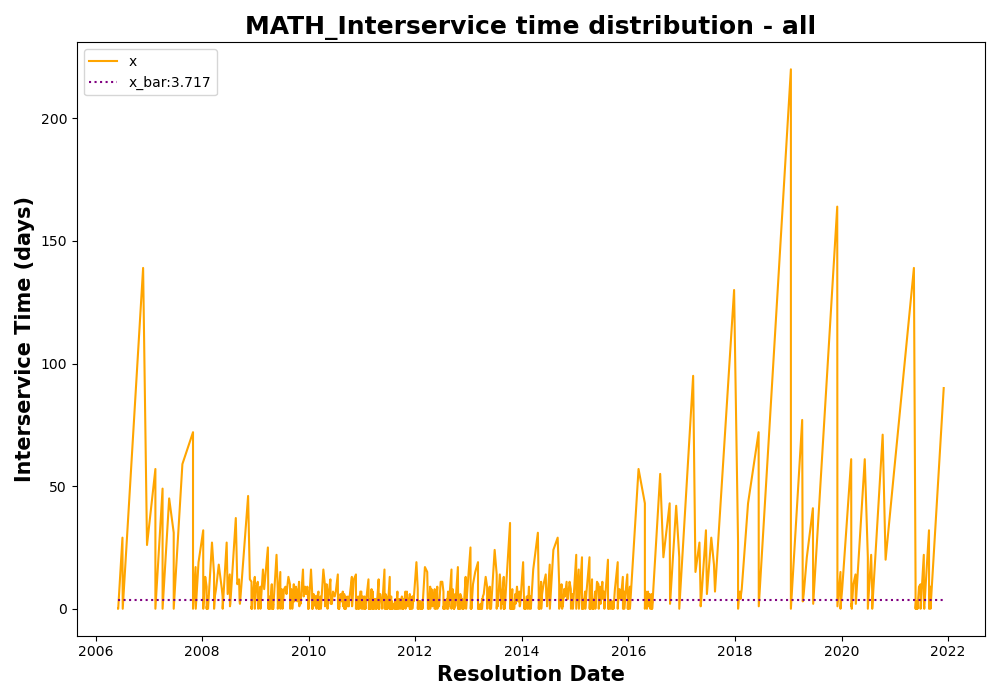 MATH_Interservice time distribution - all
x
x_bar:3.717
Interservice Time (days)
200
150
100
50
0
2006 2008 2010 2012 2014 2016 2018 2020 2022
Resolution Date